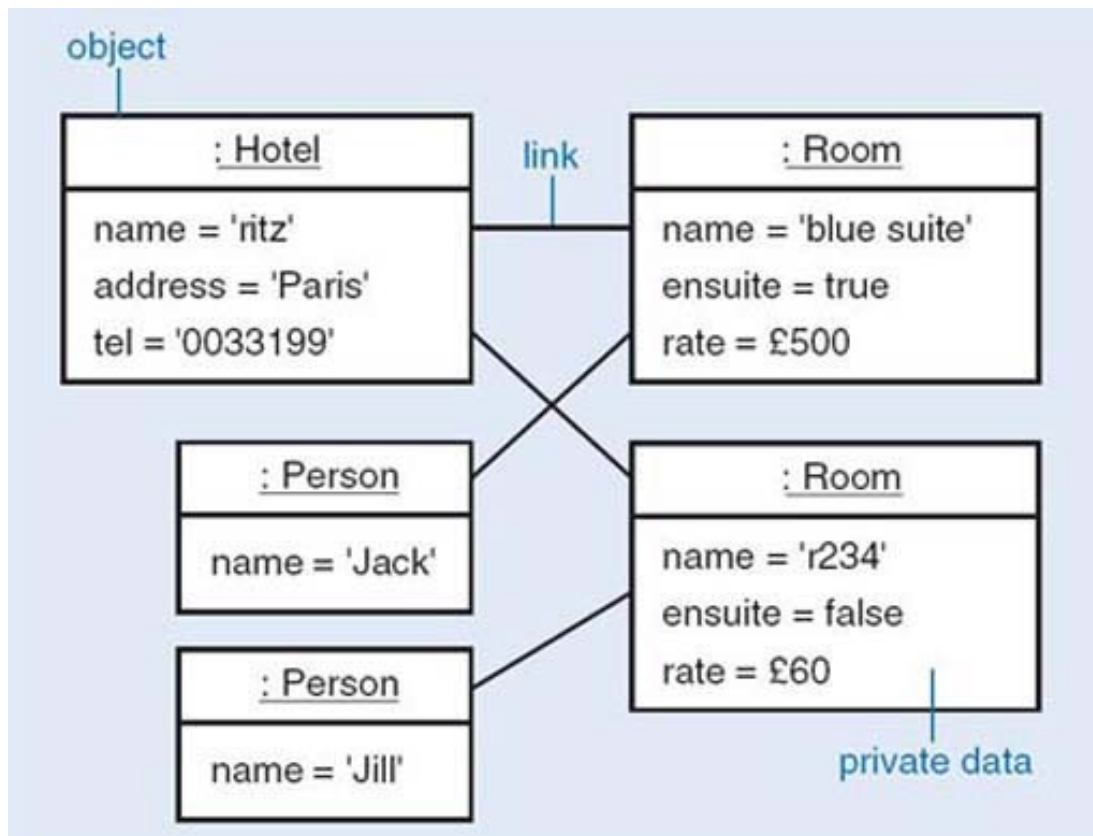 object
: Hotel
name = 'ritz'
address = 'Paris'
tel = '0033199'
link
: Room
name = 'blue suite'
ensuite = true
rate = £500
: Person
name = 'Jack'
: Room
name = 'r234'
ensuite = false
rate = £60
private data
: Person
name = 'Jill'